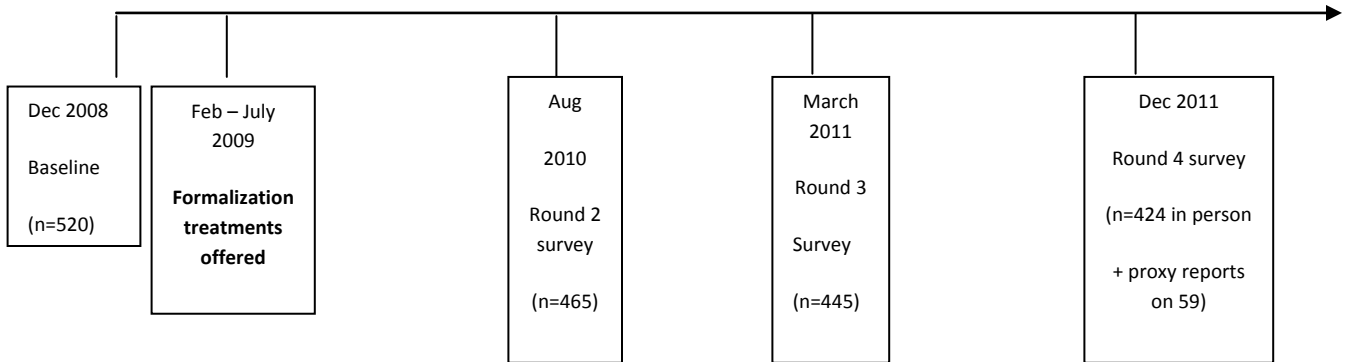 Dec 2008
Baseline
(n=520)
Feb – July
2009
Formalization
treatments
offered
Aug
2010
Round 2
survey
(n=465)
March
2011
Round 3
Survey
(n=445)
Dec 2011
Round 4 survey
(n=424 in person
+ proxy reports
on 59)